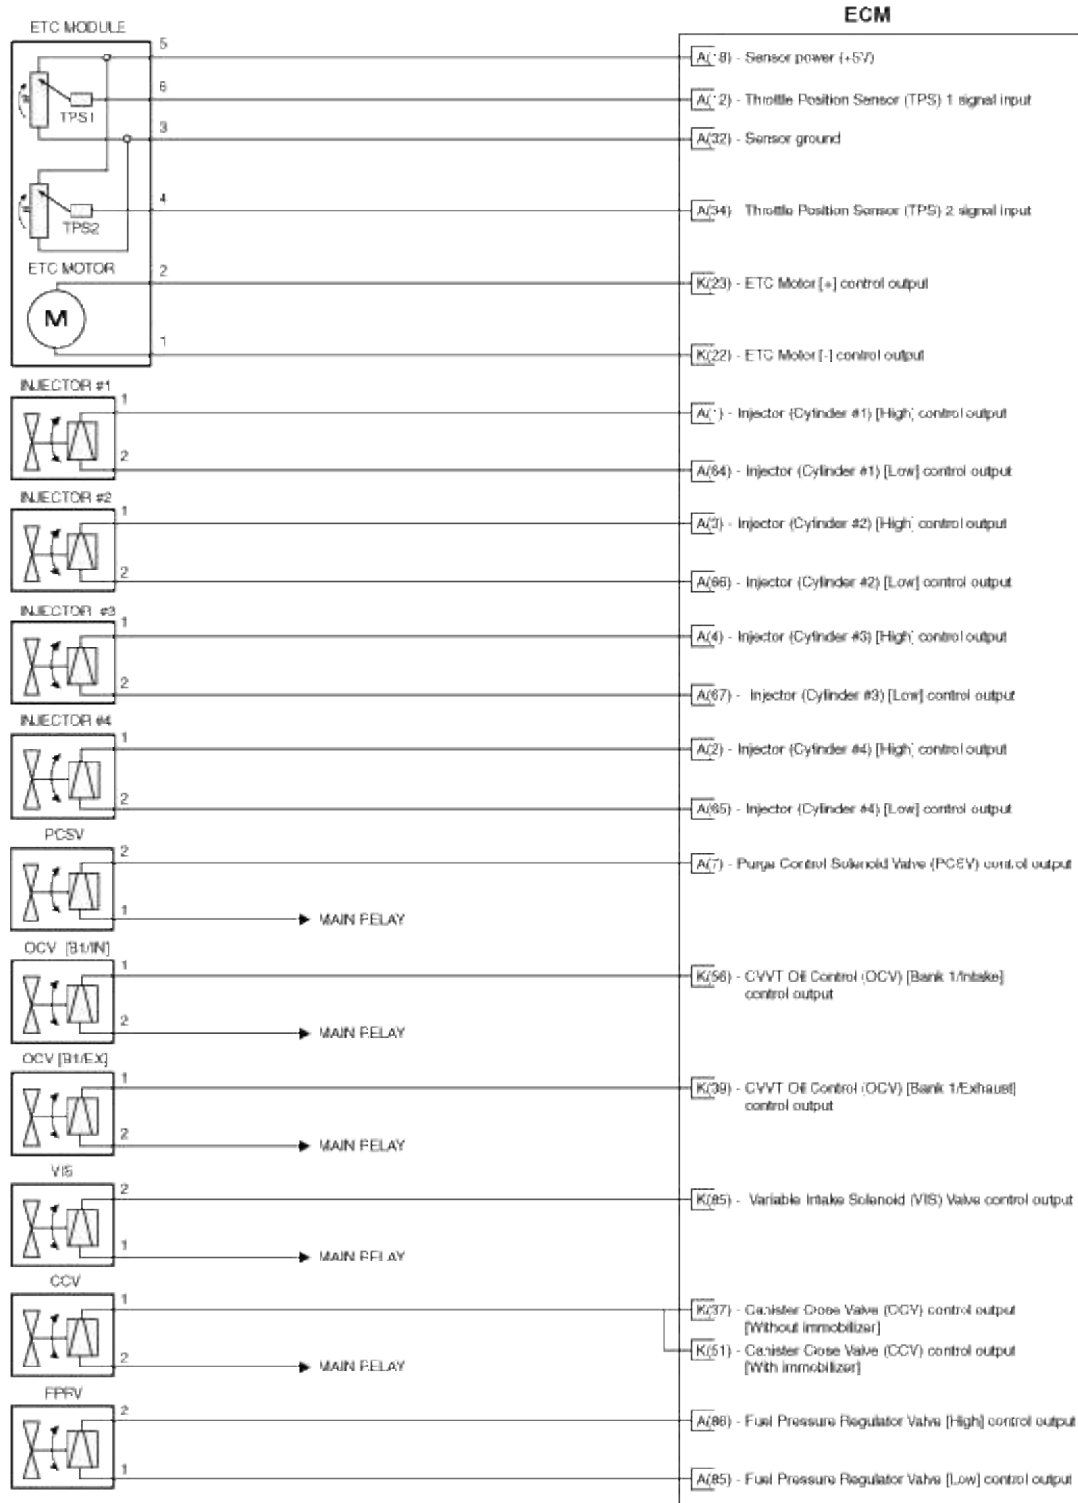 ECM
ETC MODULE
5
A(18) - Sensor power (+5V)
6
A(12) - Throttle Position Sensor (TPS) 1 signal input
TPS1
3
A(32) - Sensor ground
4
A(34) - Throttle Position Sensor (TPS) 2 signal input
TPS2
ETC MOTOR
2
K(23) - ETC Motor [+] control output
M
1
K(22) - ETC Motor [-] control output
INJECTOR #1
1
A(1) - Injector (Cylinder #1) [High] control output
2
A(64) - Injector (Cylinder #1) [Low] control output
INJECTOR #2
1
A(3) - Injector (Cylinder #2) [High] control output
2
A(66) - Injector (Cylinder #2) [Low] control output
INJECTOR #3
1
A(4) - Injector (Cylinder #3) [High] control output
2
A(67) - Injector (Cylinder #3) [Low] control output
INJECTOR #4
1
A(2) - Injector (Cylinder #4) [High] control output
2
A(65) - Injector (Cylinder #4) [Low] control output
PCSV
2
A(7) - Purge Control Solenoid Valve (PCSV) control output
1
MAIN RELAY
OCV [B1/IN]
1
K(56) - CVVT Oil Control (OCV) [Bank 1/Intake]
control output
2
MAIN RELAY
OCV [B1/EX]
1
K(39) - CVVT Oil Control (OCV) [Bank 1/Exhaust]
control output
2
MAIN RELAY
VIS
2
K(85) - Variable Intake Solenoid (VIS) Valve control output
1
MAIN RELAY
CCV
1
K(37) - Canister Close Valve (CCV) control output
[Without immobilizer]
K(51) - Canister Close Valve (CCV) control output
[With immobilizer]
2
MAIN RELAY
FPRV
2
A(86) - Fuel Pressure Regulator Valve [High] control output
1
A(85) - Fuel Pressure Regulator Valve [Low] control output